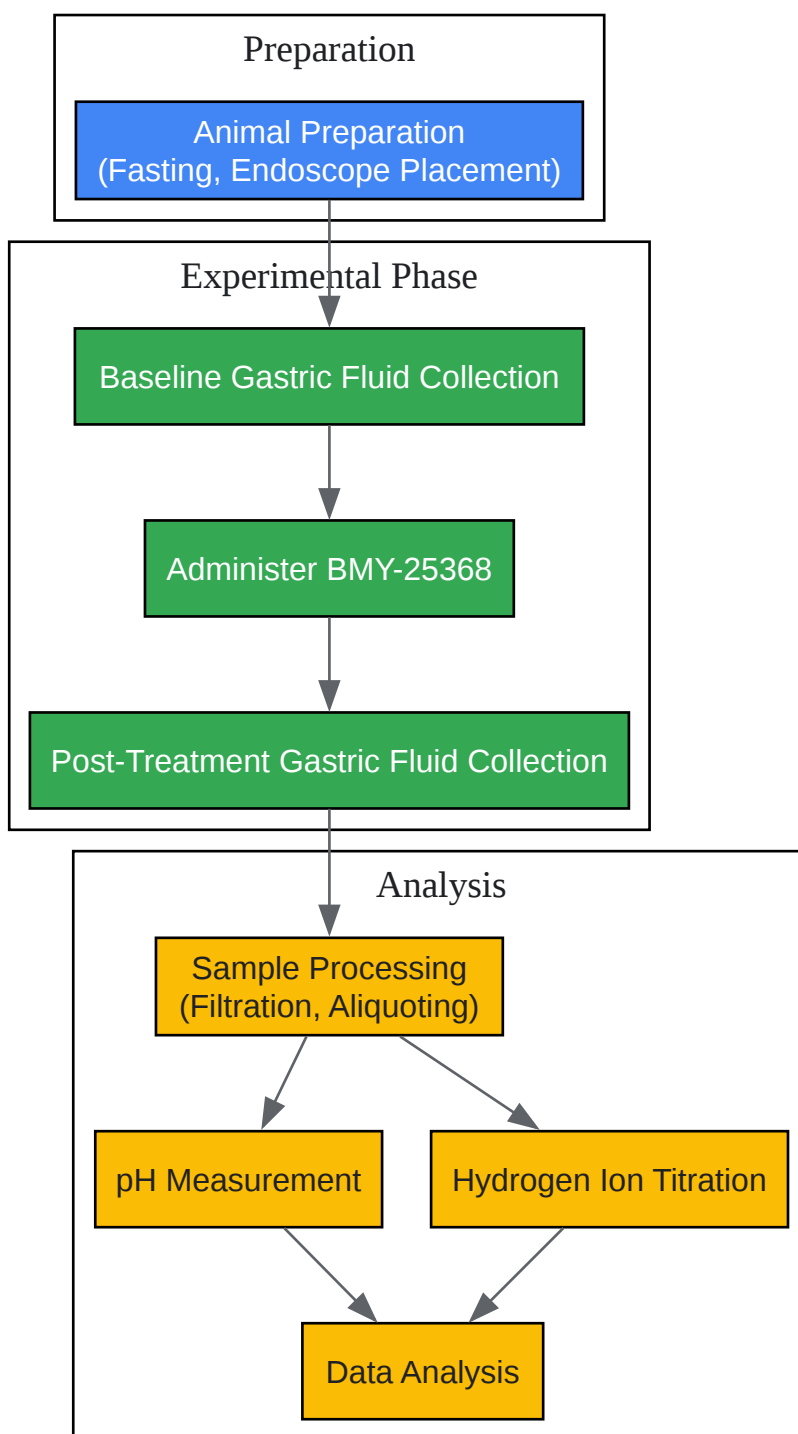 Preparation
Animal Preparation
(Fasting, Endoscope Placement)
Experimental Phase
Baseline Gastric Fluid Collection
Administer BMY-25368
Post-Treatment Gastric Fluid Collection
Analysis
Sample Processing
(Filtration, Aliquoting)
pH Measurement
Hydrogen Ion Titration
Data Analysis